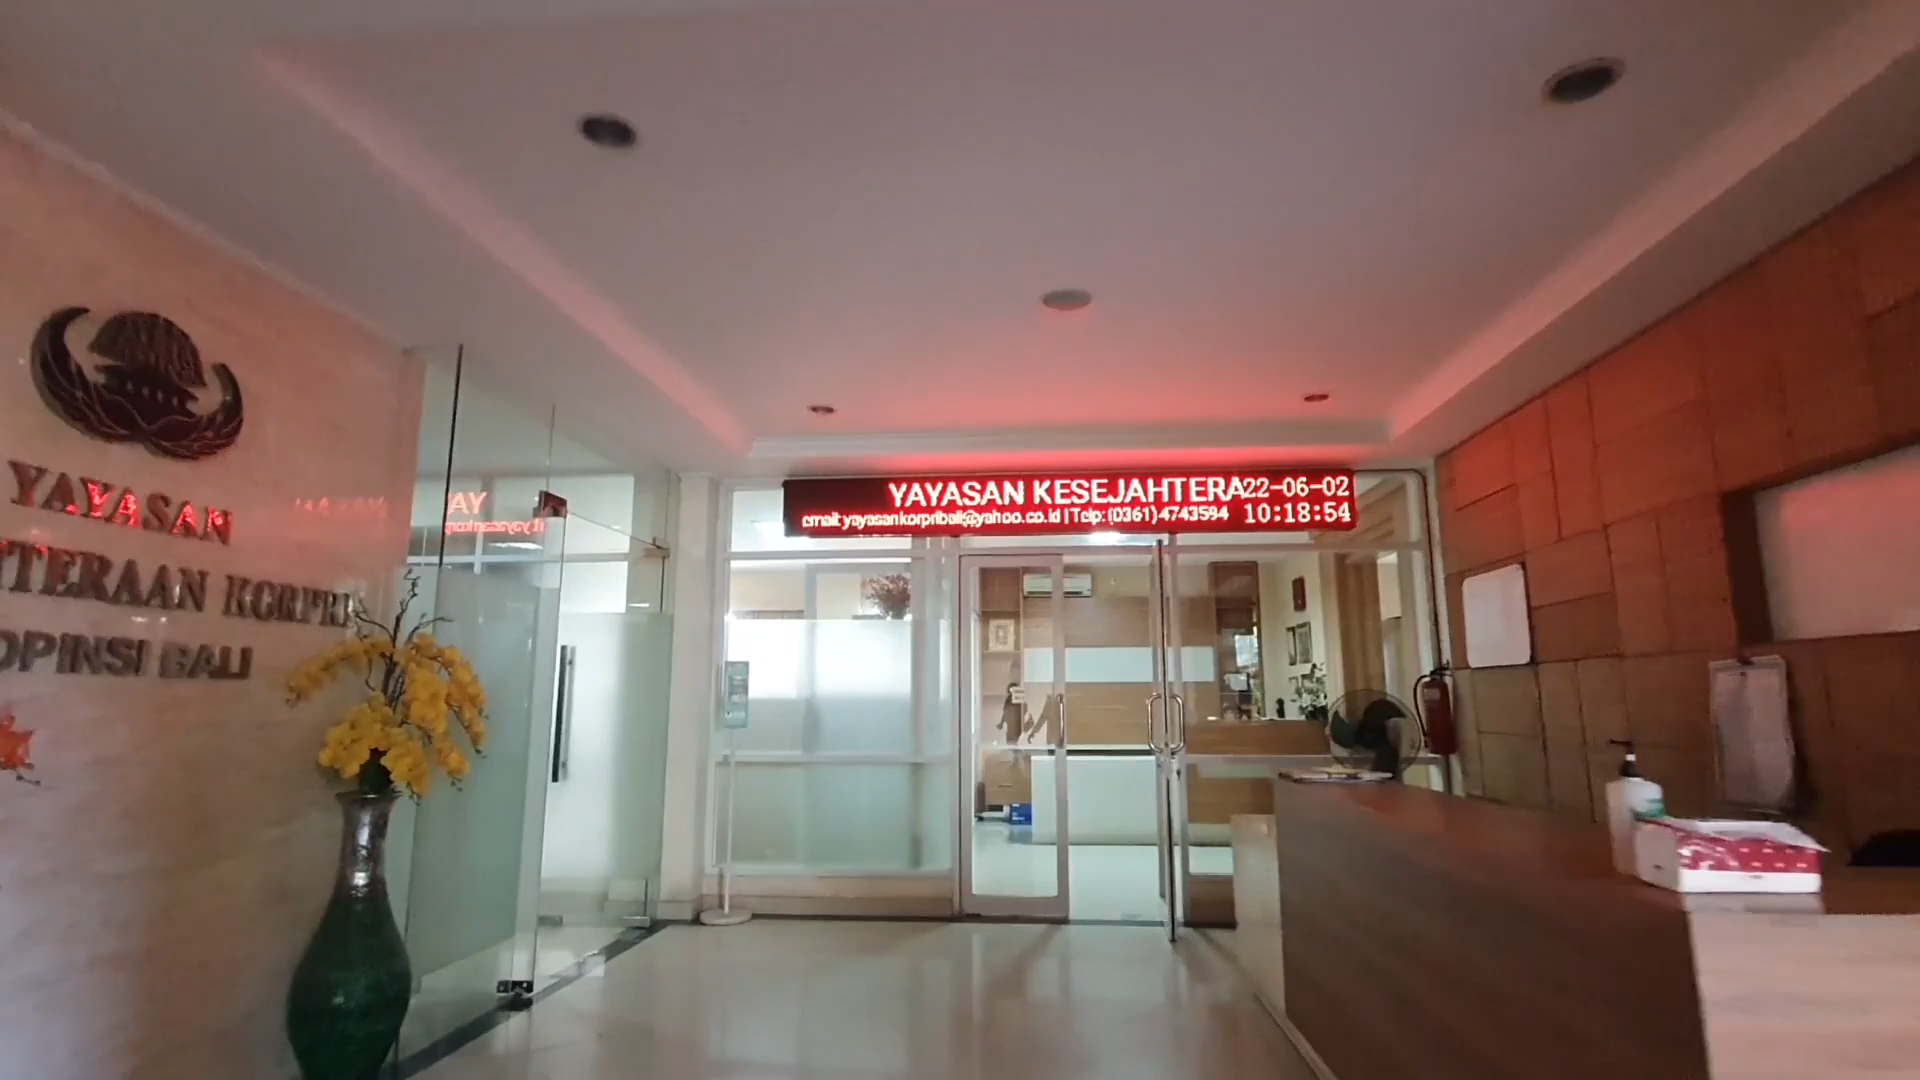 YAYASAN
TERAAN KORPRI
OPINSI BALI
YAYASAN KESEJAHTERA
22-06-02
email: yayasankorpribali@yahoo.co.id | Telp: (0361) 4743594
10:18:54